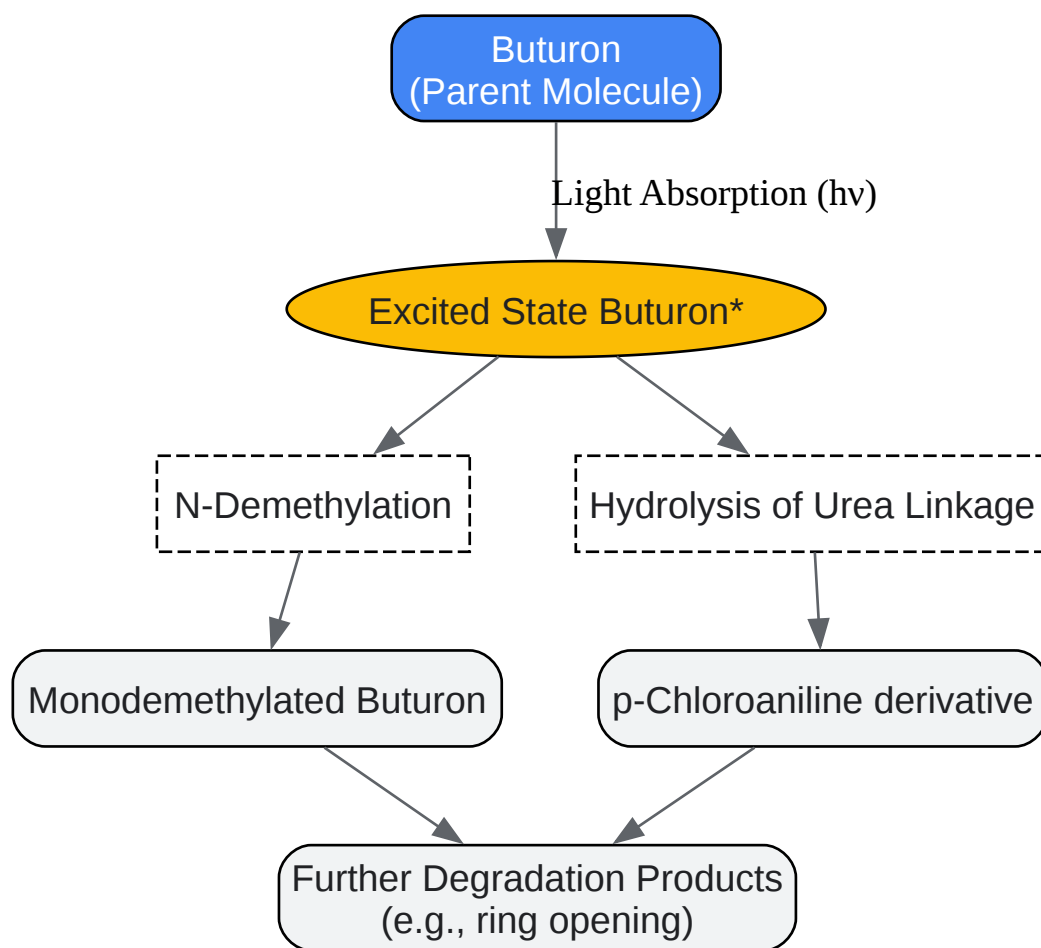 Buturon
(Parent Molecule)
Light Absorption (hν)
Excited State Buturon*
N-Demethylation
Hydrolysis of Urea Linkage
Monodemethylated Buturon
p-Chloroaniline derivative
Further Degradation Products
(e.g., ring opening)